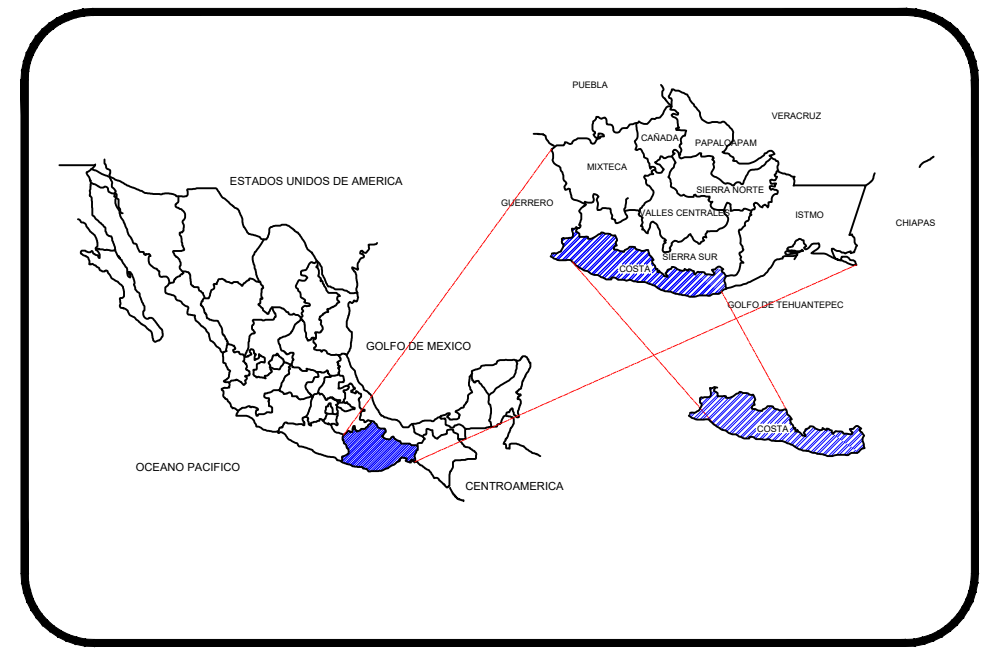 PUEBLA
VERACRUZ
CAÑADA
PAPALOAPAM
MIXTECA
ESTADOS UNIDOS DE AMERICA
SIERRA NORTE
GUERRERO
VALLES CENTRALES
ISTMO
CHIAPAS
SIERRA SUR
COSTA
GOLFO DE TEHUANTEPEC
GOLFO DE MEXICO
COSTA
OCEANO PACIFICO
CENTROAMERICA